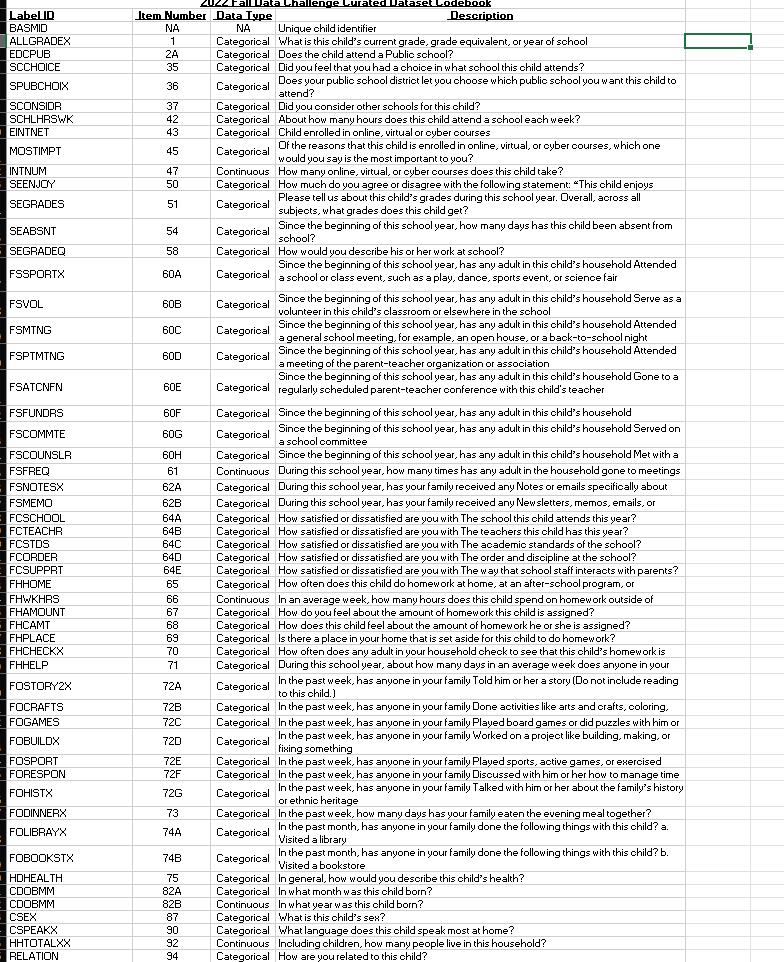 2022 Fall Data Challenge Curated Dataset Codebook
Label ID Item Number Data Type Description
BASMID NA NA Unique child identifier
ALLGRADEX 1 Categorical What is this child's current grade, grade equivalent, or year of school
EDCPUB 2A Categorical Does the child attend a Public school?
SCCHOICE 35 Categorical Did you feel that you had a choice in what school this child attends?
SPUBCHOIX 36 Categorical Does your public school district let you choose which public school you want this child to
attend?
SCONSIDR 37 Categorical Did you consider other schools for this child?
SCHLHRSWK 42 Categorical About how many hours does this child attend a school each week?
EINTNET 43 Categorical Child enrolled in online, virtual or cyber courses
MOSTIMPT 45 Categorical Of the reasons that this child is enrolled in online, virtual, or cyber courses, which one
would you say is the most important to you?
INTNUM 47 Continuous How many online, virtual, or cyber courses does this child take?
SEENJOY 50 Categorical How much do you agree or disagree with the following statement: “This child enjoys
SEGRADES 51 Categorical Please tell us about this child's grades during this school year. Overall, across all
subjects, what grades does this child get?
SEABSNT 54 Categorical Since the beginning of this school year, how many days has this child been absent from
school?
SEGRADEQ 58 Categorical How would you describe his or her work at school?
FSSPORTX 60A Categorical Since the beginning of this school year, has any adult in this child's household Attended
a school or class event, such as a play, dance, sports event, or science fair
FSVOL 60B Categorical Since the beginning of this school year, has any adult in this child's household Serve as a
volunteer in this child's classroom or elsewhere in the school
FSMTNG 60C Categorical Since the beginning of this school year, has any adult in this child's household Attended
a general school meeting, for example, an open house, or a back-to-school night
FSPTMTNG 60D Categorical Since the beginning of this school year, has any adult in this child's household Attended
a meeting of the parent-teacher organization or association
FSATCNFN 60E Categorical Since the beginning of this school year, has any adult in this child's household Gone to a
regularly scheduled parent-teacher conference with this child's teacher
FSFUNDRS 60F Categorical Since the beginning of this school year, has any adult in this child's household
FSCOMMTE 60G Categorical Since the beginning of this school year, has any adult in this child's household Served on
a school committee
FSCOUNSLR 60H Categorical Since the beginning of this school year, has any adult in this child's household Met with a
FSFREQ 61 Continuous During this school year, how many times has any adult in the household gone to meetings
FSNOTESX 62A Categorical During this school year, has your family received any Notes or emails specifically about
FSMEMO 62B Categorical During this school year, has your family received any Newsletters, memos, emails, or
FCSCHOOL 64A Categorical How satisfied or dissatisfied are you with The school this child attends this year?
FCTEACHR 64B Categorical How satisfied or dissatisfied are you with The teachers this child has this year?
FCSTDS 64C Categorical How satisfied or dissatisfied are you with The academic standards of the school?
FCORDER 64D Categorical How satisfied or dissatisfied are you with The order and discipline at the school?
FCSUPPRT 64E Categorical How satisfied or dissatisfied are you with The way that school staff interacts with parents?
FHHOME 65 Categorical How often does this child do homework at home, at an after-school program, or
FHWKHRS 66 Continuous In an average week, how many hours does this child spend on homework outside of
FHAMOUNT 67 Categorical How do you feel about the amount of homework this child is assigned?
FHCAMT 68 Categorical How does this child feel about the amount of homework he or she is assigned?
FHPLACE 69 Categorical Is there a place in your home that is set aside for this child to do homework?
FHCHECKX 70 Categorical How often does any adult in your household check to see that this child's homework is
FHHELP 71 Categorical During this school year, about how many days in an average week does anyone in your
FOSTORY2X 72A Categorical In the past week, has anyone in your family Told him or her a story (Do not include reading
to this child.)
FOCRAFTS 72B Categorical In the past week, has anyone in your family Done activities like arts and crafts, coloring,
FOGAMES 72C Categorical In the past week, has anyone in your family Played board games or did puzzles with him or
FOBUILDX 72D Categorical In the past week, has anyone in your family Worked on a project like building, making, or
fixing something
FOSPORT 72E Categorical In the past week, has anyone in your family Played sports, active games, or exercised
FORESPON 72F Categorical In the past week, has anyone in your family Discussed with him or her how to manage time
FOHISTX 72G Categorical In the past week, has anyone in your family Talked with him or her about the family's history
or ethnic heritage
FODINNERX 73 Categorical In the past week, how many days has your family eaten the evening meal together?
FOLIBRAYX 74A Categorical In the past month, has anyone in your family done the following things with this child? a.
Visited a library
FOBOOKSTX 74B Categorical In the past month, has anyone in your family done the following things with this child? b.
Visited a bookstore
HDHEALTH 75 Categorical In general, how would you describe this child's health?
CDOBMM 82A Categorical In what month was this child born?
CDOBMM 82B Continuous In what year was this child born?
CSEX 87 Categorical What is this child's sex?
CSPEAKX 90 Categorical What language does this child speak most at home?
HHTOTALXX 92 Continuous Including children, how many people live in this household?
RELATION 94 Categorical How are you related to this child?